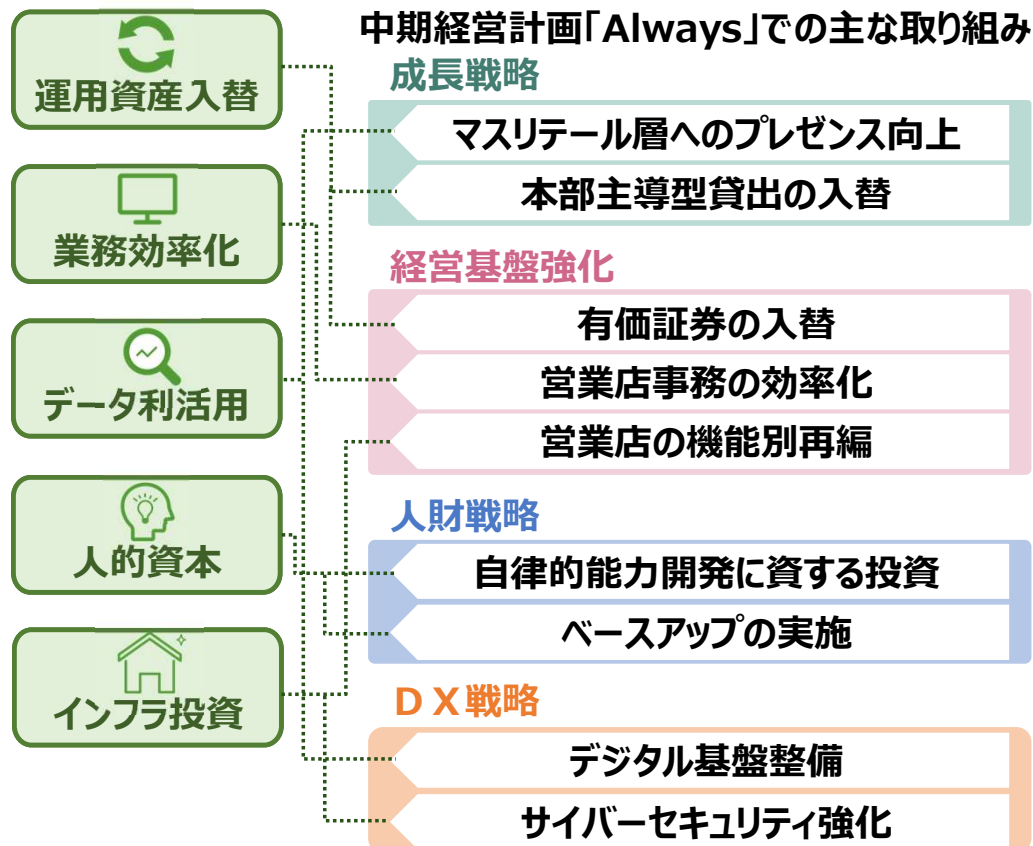 中期経営計画「Always」での主な取り組み
運用資産入替
業務効率化
データ利活用
人的資本
インフラ投資
成長戦略
マスリテール層へのプレゼンス向上
本部主導型貸出の入替
経営基盤強化
有価証券の入替
営業店事務の効率化
営業店の機能別再編
人財戦略
自律的能力開発に資する投資
ベースアップの実施
ＤＸ戦略
デジタル基盤整備
サイバーセキュリティ強化